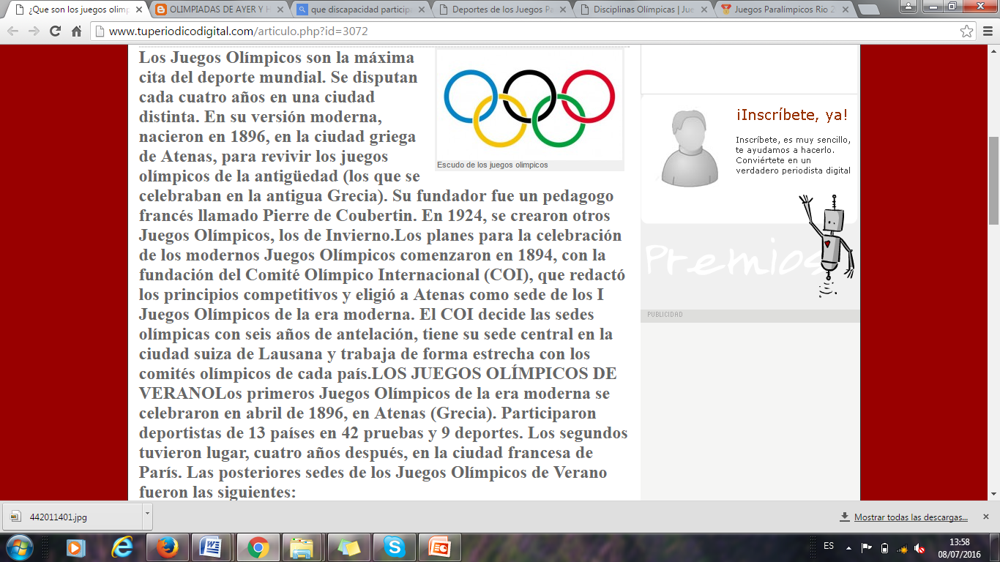 ¿Que son los juegos olímp
OLIMPIADAS DE AYER Y H
que discapacidad particip
Deportes de los Juegos Pa
Disciplinas Olímpicas | Jue
Juegos Paralímpicos Rio 2
www.tuperiodicodigital.com/articulo.php?id=3072
Los Juegos Olímpicos son la máxima
cita del deporte mundial. Se disputan
cada cuatro años en una ciudad
distinta. En su versión moderna,
nacieron en 1896, en la ciudad griega
de Atenas, para revivir los juegos
olímpicos de la antigüedad (los que se
celebraban en la antigua Grecia). Su fundador fue un pedagogo
francés llamado Pierre de Coubertin. En 1924, se crearon otros
Juegos Olímpicos, los de Invierno.Los planes para la celebración
de los modernos Juegos Olímpicos comenzaron en 1894, con la
fundación del Comité Olímpico Internacional (COI), que redactó
los principios competitivos y eligió a Atenas como sede de los I
Juegos Olímpicos de la era moderna. El COI decide las sedes
olímpicas con seis años de antelación, tiene su sede central en la
ciudad suiza de Lausana y trabaja de forma estrecha con los
comités olímpicos de cada país.LOS JUEGOS OLÍMPICOS DE
VERANOLos primeros Juegos Olímpicos de la era moderna se
celebraron en abril de 1896, en Atenas (Grecia). Participaron
deportistas de 13 países en 42 pruebas y 9 deportes. Los segundos
tuvieron lugar, cuatro años después, en la ciudad francesa de
París. Las posteriores sedes de los Juegos Olímpicos de Verano
fueron las siguientes:
Escudo de los juegos olimpicos
¡Inscríbete, ya!
Inscríbete, es muy sencillo,
te ayudamos a hacerlo.
Conviértete en un
verdadero periodista digital
Premios
PUBLICIDAD
442011401.jpg
Mostrar todas las descargas...
ES
13:58
08/07/2016